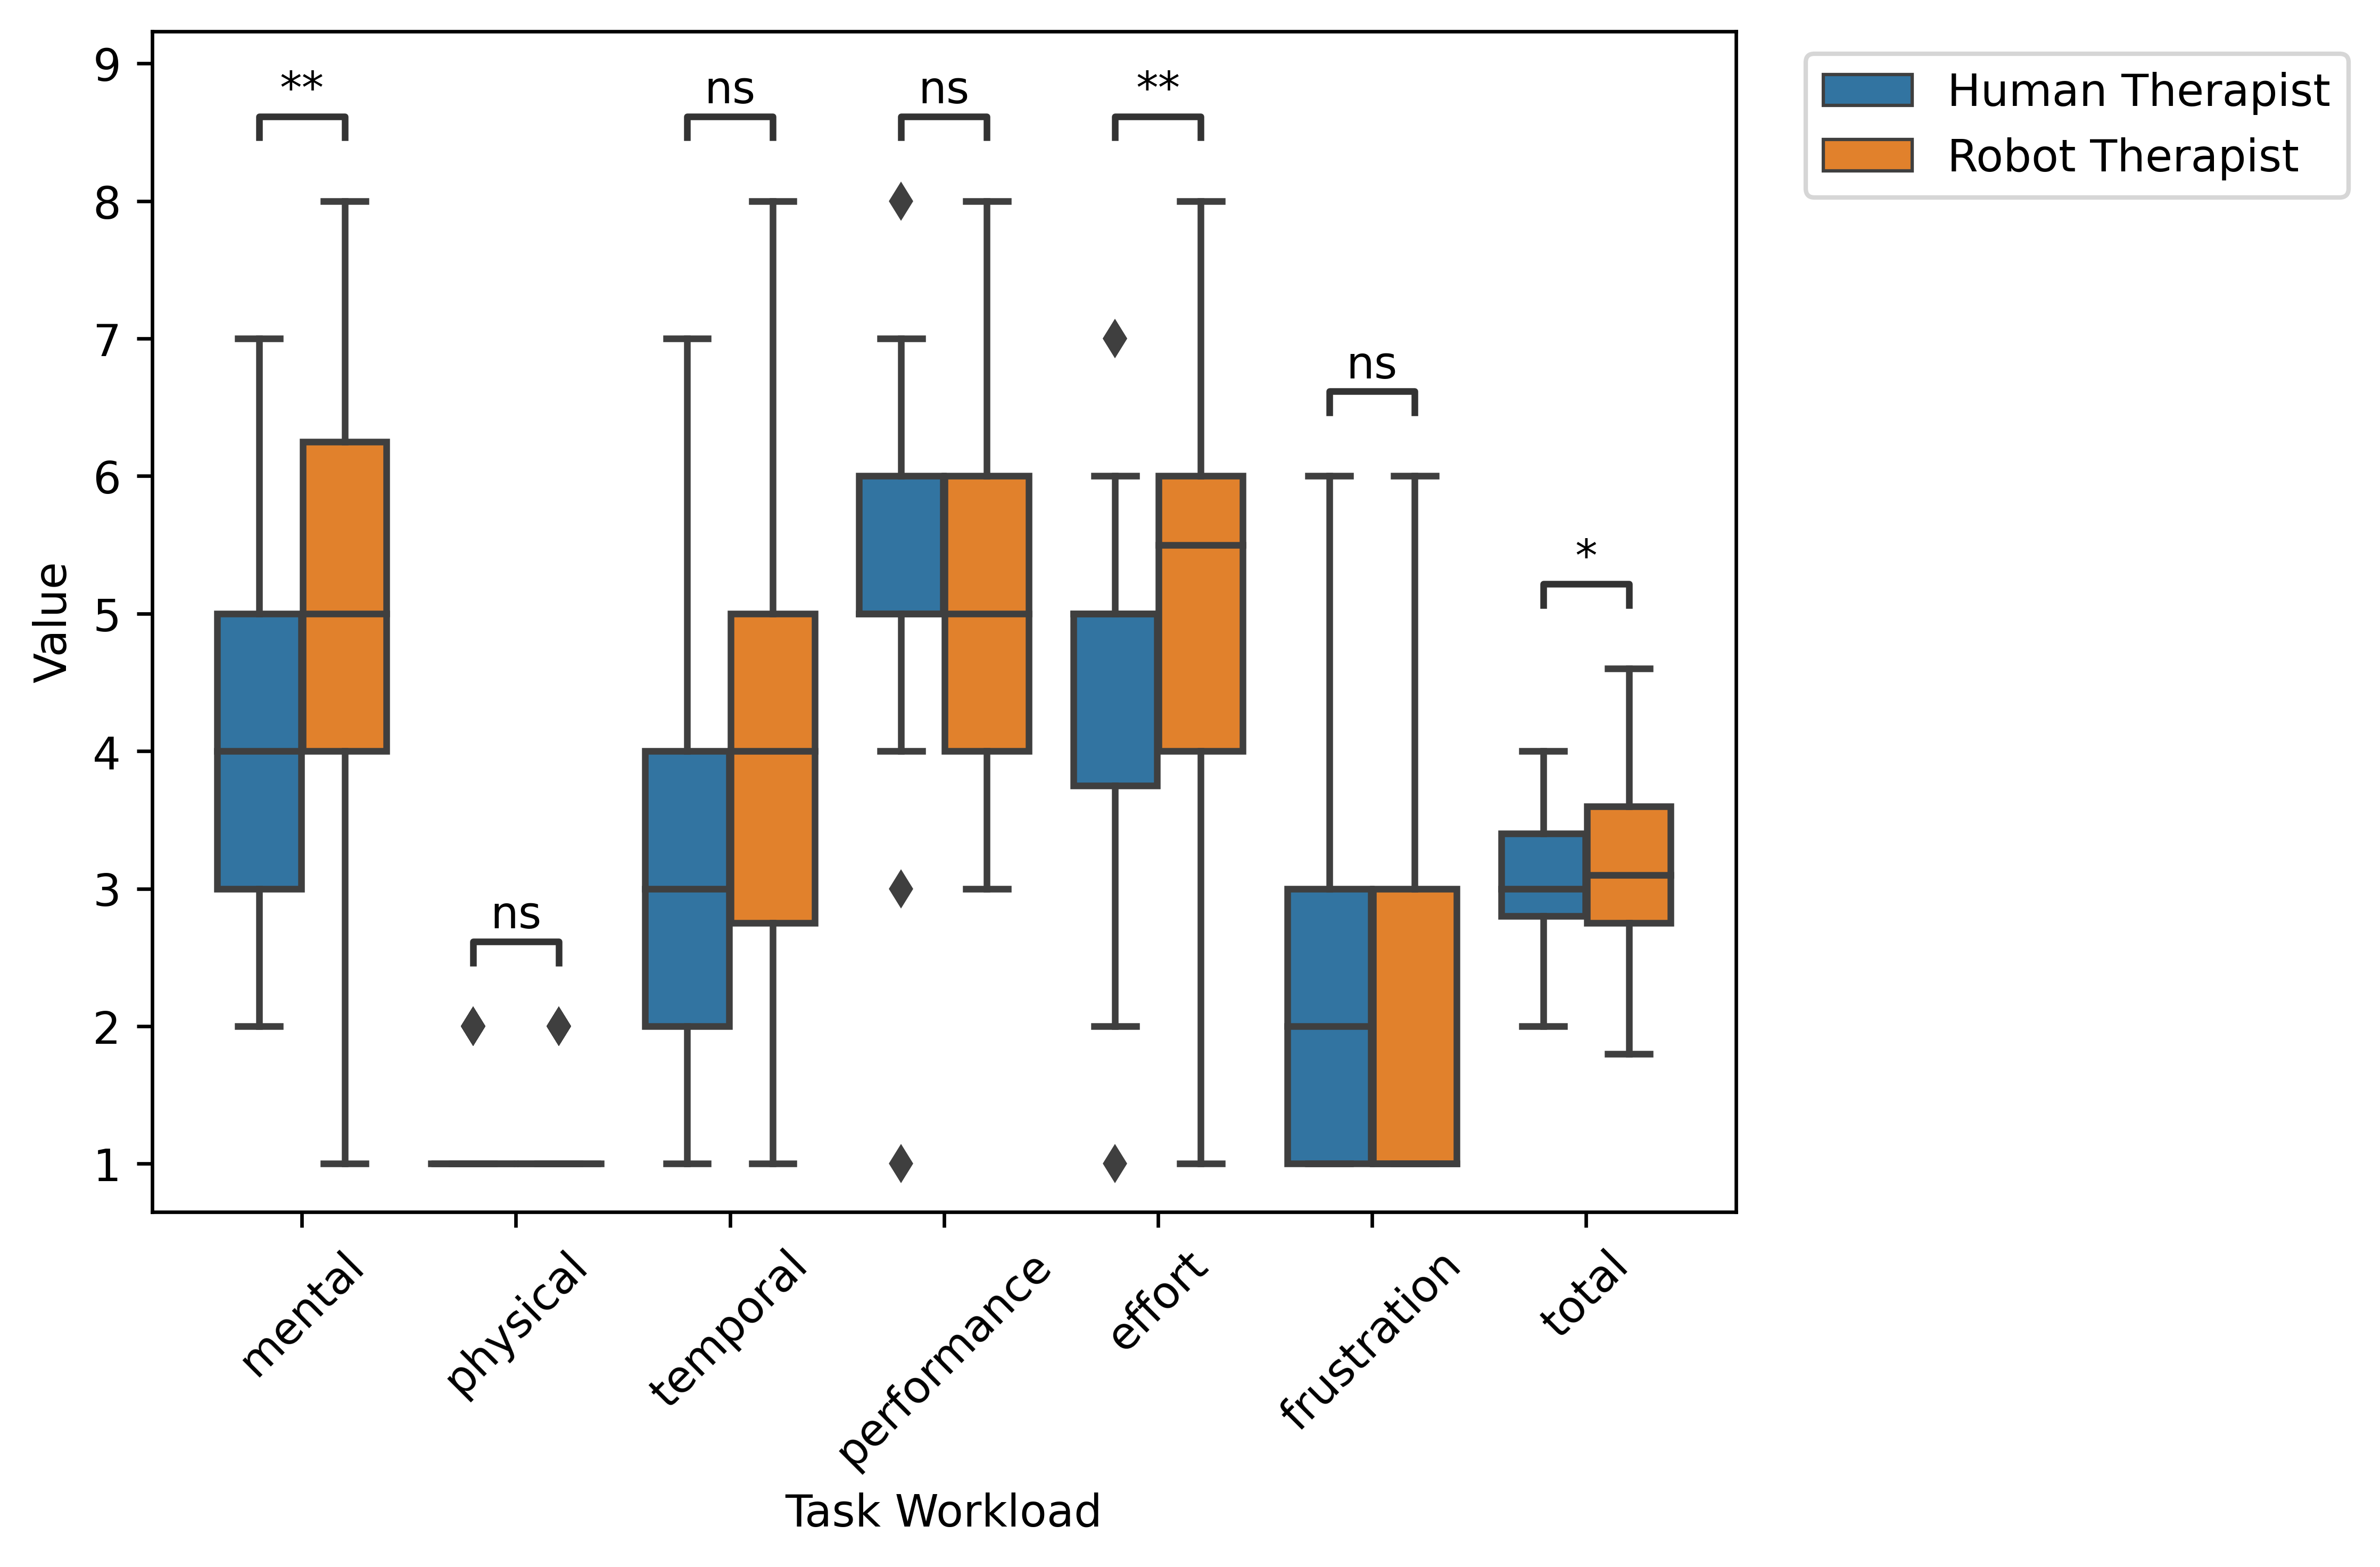 Human Therapist
Robot Therapist
Value
9
8
7
6
5
4
3
2
1
**
ns
ns
ns
**
ns
*
mental
physical
temporal
performance
effort
frustration
total
Task Workload